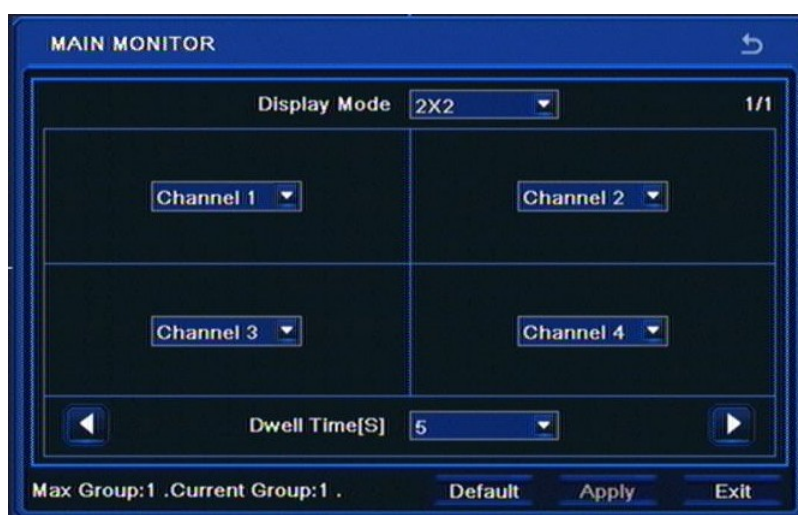 MAIN MONITOR
Display Mode 2X2 1/1
Channel 1 Channel 2
Channel 3 Channel 4
Dwell Time[S] 5
Max Group:1 .Current Group:1 . Default Apply Exit